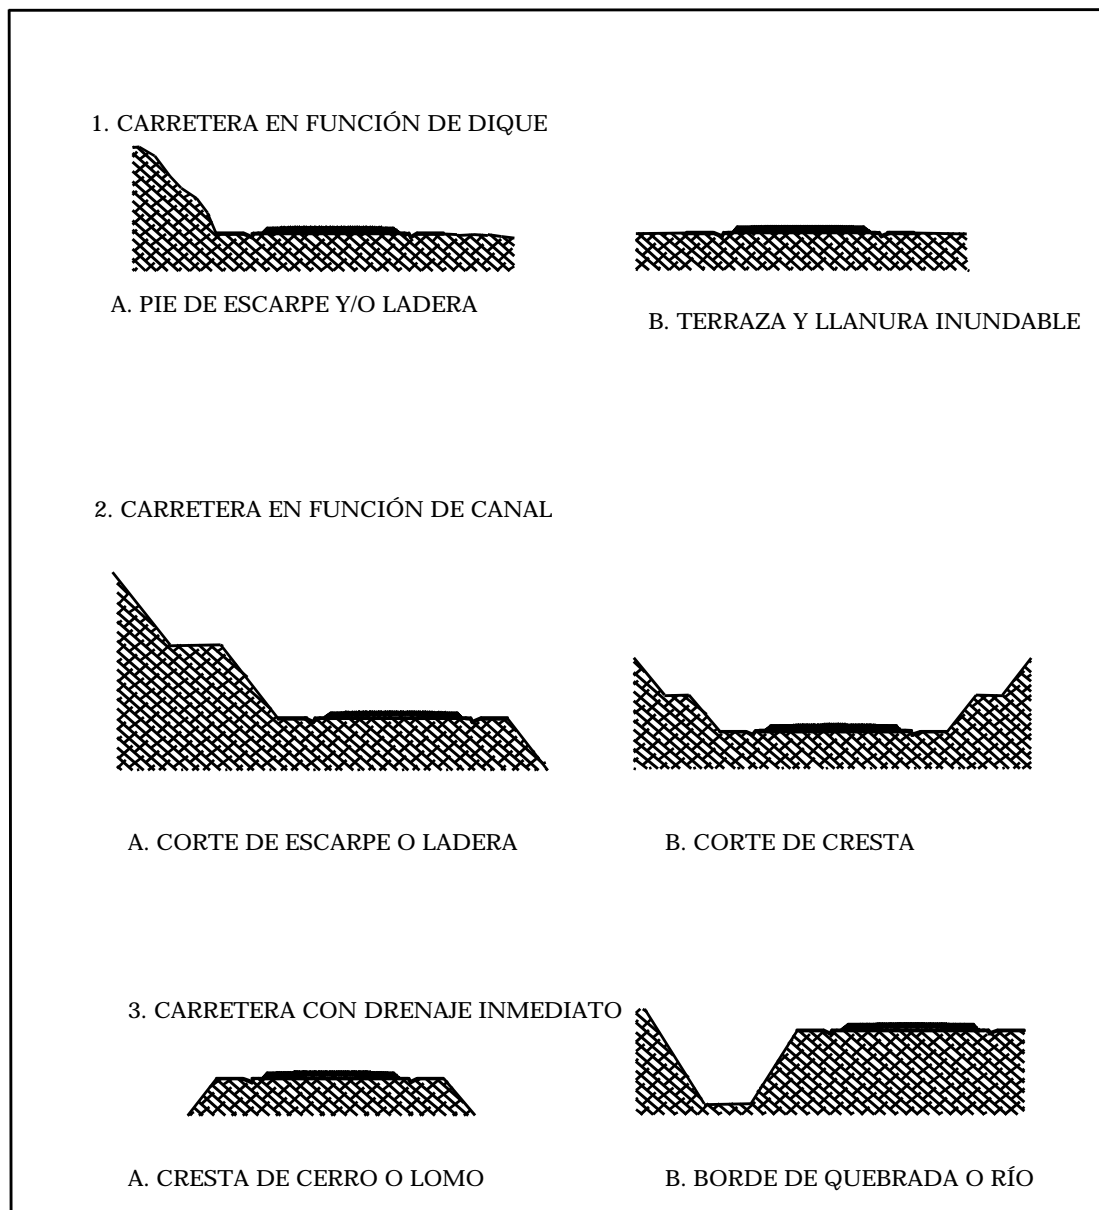 1. CARRETERA EN FUNCIÓN DE DIQUE
A. PIE DE ESCARPE Y/O LADERA
B. TERRAZA Y LLANURA INUNDABLE
2. CARRETERA EN FUNCIÓN DE CANAL
A. CORTE DE ESCARPE O LADERA
B. CORTE DE CRESTA
3. CARRETERA CON DRENAJE INMEDIATO
A. CRESTA DE CERRO O LOMO
B. BORDE DE QUEBRADA O RÍO